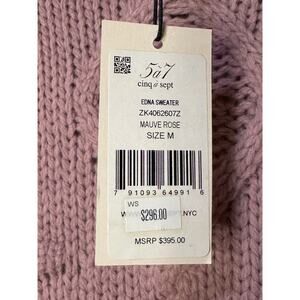 5à7
cinq à sept
EDNA SWEATER
ZK4062607Z
MAUVE ROSE
SIZE M
7 91093 64991 6
WS
$296.00
NYC
MSRP $395.00